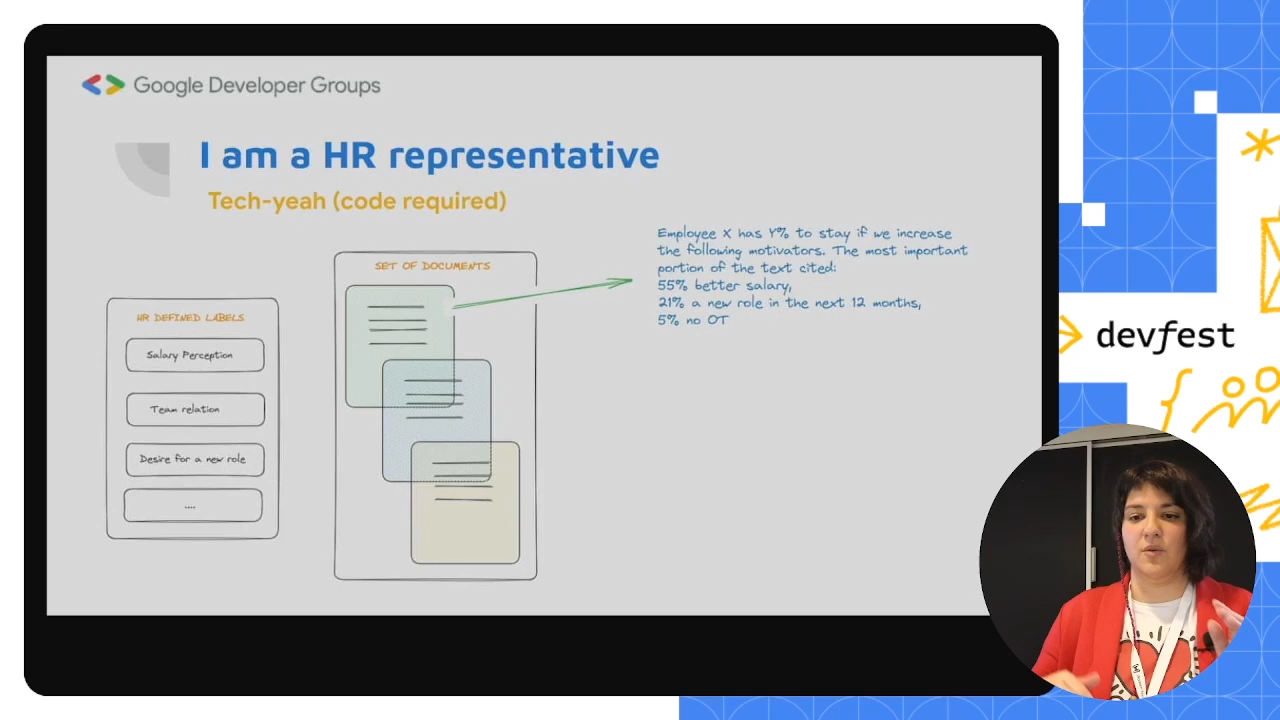 Google Developer Groups
I am a HR representative
Tech-yeah (code required)
Employee X has Y% to stay if we increase
the following motivators. The most important
portion of the text cited:
55% better salary,
21% a new role in the next 12 months,
5% no OT
SET OF DOCUMENTS
HR DEFINED LABELS
Salary Perception
Team relation
Desire for a new role
....
devfest